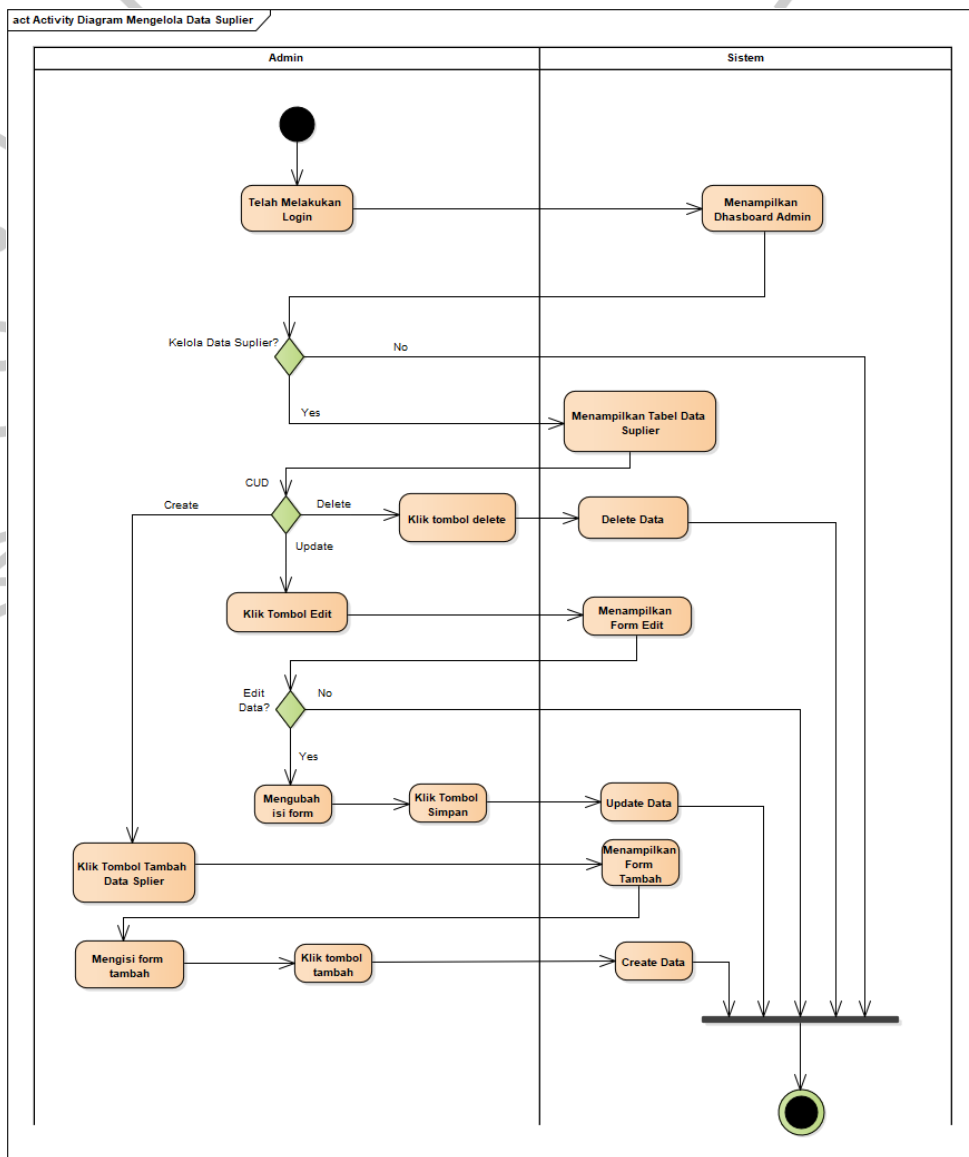 act Activity Diagram Mengelola Data Suplier
Admin
Sistem
Telah Melakukan
Login
Menampilkan
Dhasboard Admin
Kelola Data Suplier?
No
Yes
Menampilkan Tabel Data
Suplier
CUD
Create
Delete
Klik tombol delete
Delete Data
Update
Klik Tombol Edit
Menampilkan
Form Edit
Edit
Data?
No
Yes
Mengubah
isi form
Klik Tombol
Simpan
Update Data
Klik Tombol Tambah
Data Splier
Menampilkan
Form
Tambah
Mengisi form
tambah
Klik tombol
tambah
Create Data